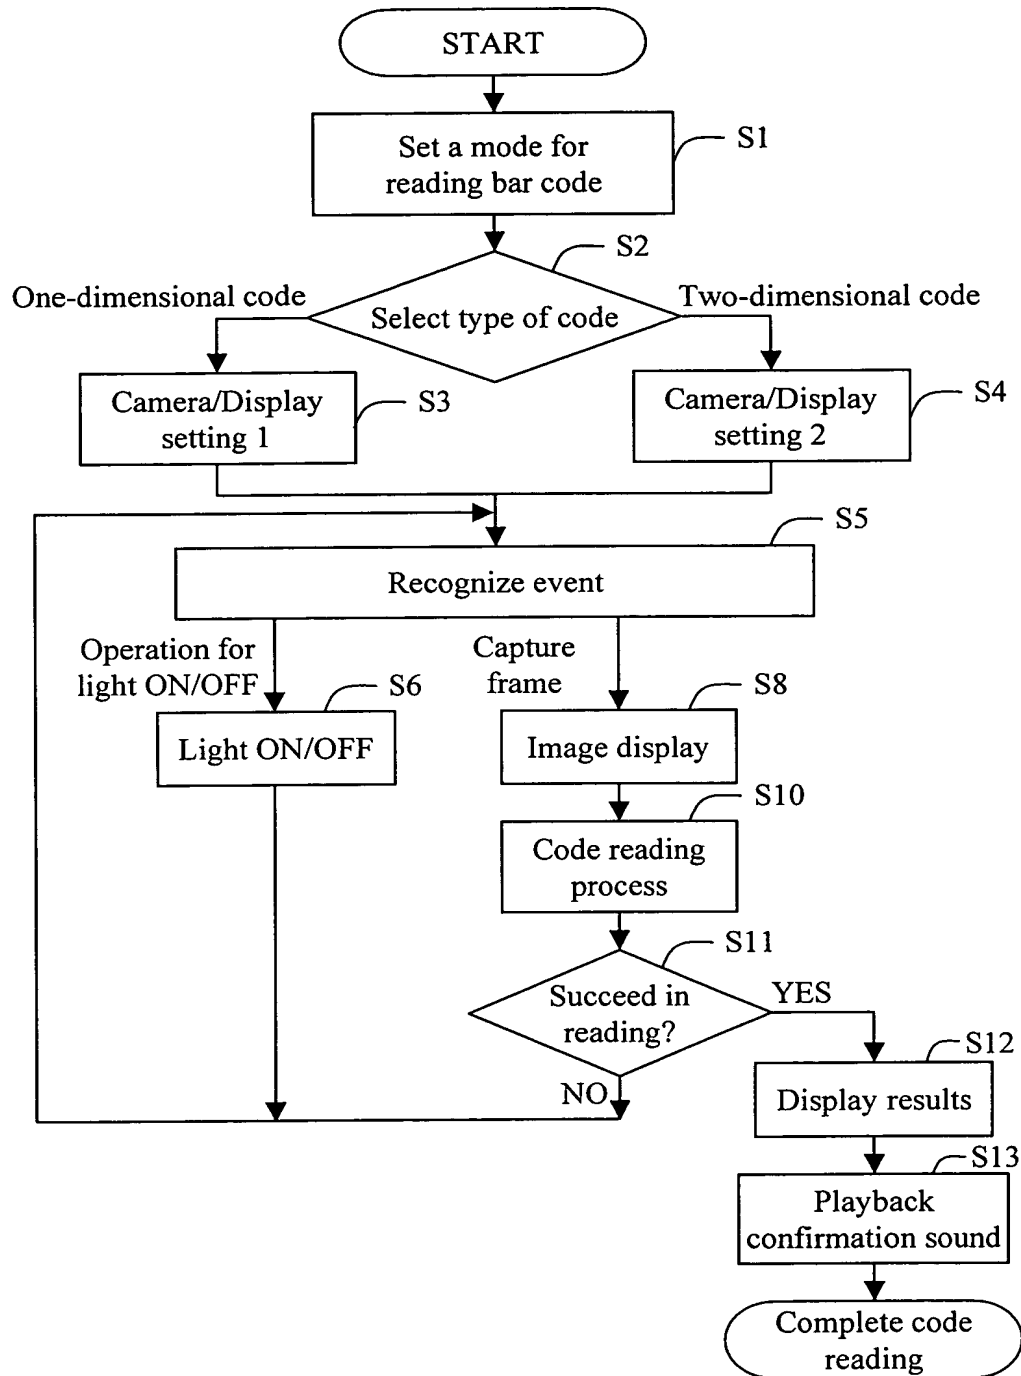 START
Set a mode for
reading bar code
S1
S2
One-dimensional code
Select type of code
Two-dimensional code
Camera/Display
setting 1
S3
Camera/Display
setting 2
S4
S5
Recognize event
Operation for
light ON/OFF
Capture
frame
S6
S8
Light ON/OFF
Image display
S10
Code reading
process
S11
Succeed in
reading?
YES
NO
S12
Display results
S13
Playback
confirmation sound
Complete code
reading